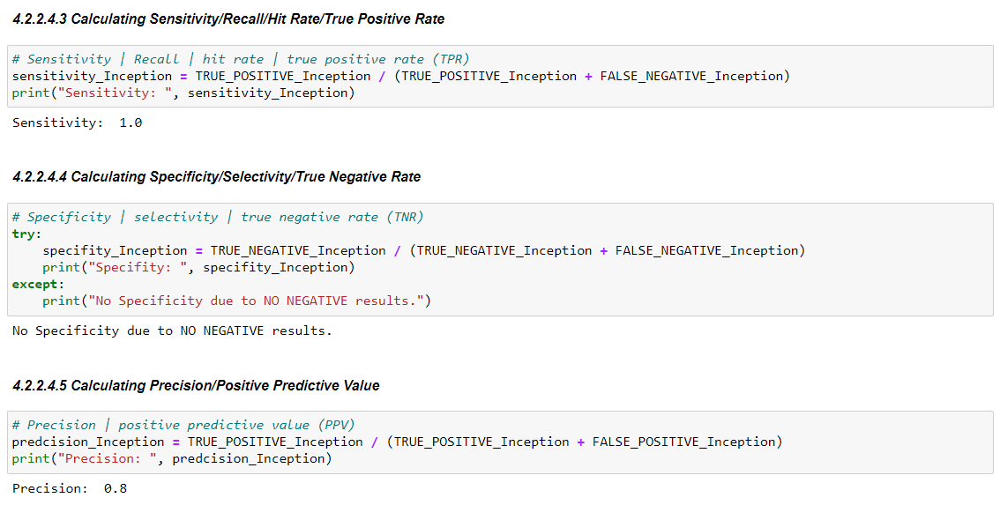 4.2.2.4.3 Calculating Sensitivity/Recall/Hit Rate/True Positive Rate
# Sensitivity | Recall | hit rate | true positive rate (TPR)
sensitivity_Inception = TRUE_POSITIVE_Inception / (TRUE_POSITIVE_Inception + FALSE_NEGATIVE_Inception)
print("Sensitivity: ", sensitivity_Inception)
Sensitivity:  1.0
4.2.2.4.4 Calculating Specificity/Selectivity/True Negative Rate
# Specificity | selectivity | true negative rate (TNR)
try:
    specifity_Inception = TRUE_NEGATIVE_Inception / (TRUE_NEGATIVE_Inception + FALSE_NEGATIVE_Inception)
    print("Specifity: ", specifity_Inception)
except:
    print("No Specificity due to NO NEGATIVE results.")
No Specificity due to NO NEGATIVE results.
4.2.2.4.5 Calculating Precision/Positive Predictive Value
# Precision | positive predictive value (PPV)
predcision_Inception = TRUE_POSITIVE_Inception / (TRUE_POSITIVE_Inception + FALSE_POSITIVE_Inception)
print("Precision: ", predcision_Inception)
Precision:  0.8